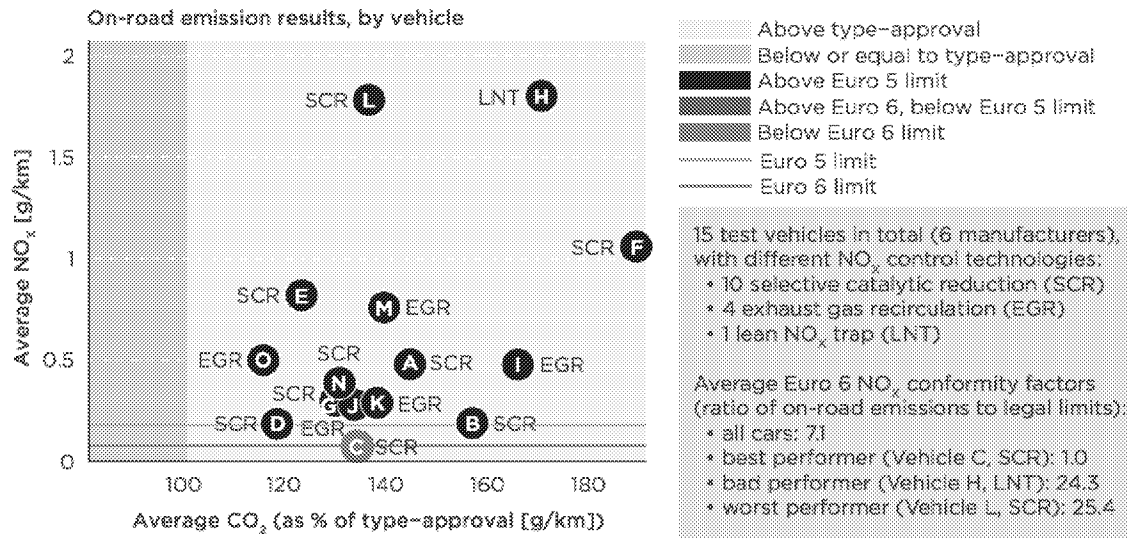 On-road emission results, by vehicle
Average NOx [g/km]
2
1.5
1
0.5
0
SCR L
LNT H
SCR F
SCR E
M EGR
EGR O
SCR
N
A SCR
I EGR
SCR G
J
K EGR
SCR D
EGR
B SCR
C SCR
100
120
140
160
180
Average CO2 (as % of type-approval [g/km])
Above type-approval
Below or equal to type-approval
Above Euro 5 limit
Above Euro 6, below Euro 5 limit
Below Euro 6 limit
Euro 5 limit
Euro 6 limit
15 test vehicles in total (6 manufacturers),
with different NOx control technologies:
• 10 selective catalytic reduction (SCR)
• 4 exhaust gas recirculation (EGR)
• 1 lean NOx trap (LNT)
Average Euro 6 NOx conformity factors
(ratio of on-road emissions to legal limits):
• all cars: 7.1
• best performer (Vehicle C, SCR): 1.0
• bad performer (Vehicle H, LNT): 24.3
• worst performer (Vehicle L, SCR): 25.4